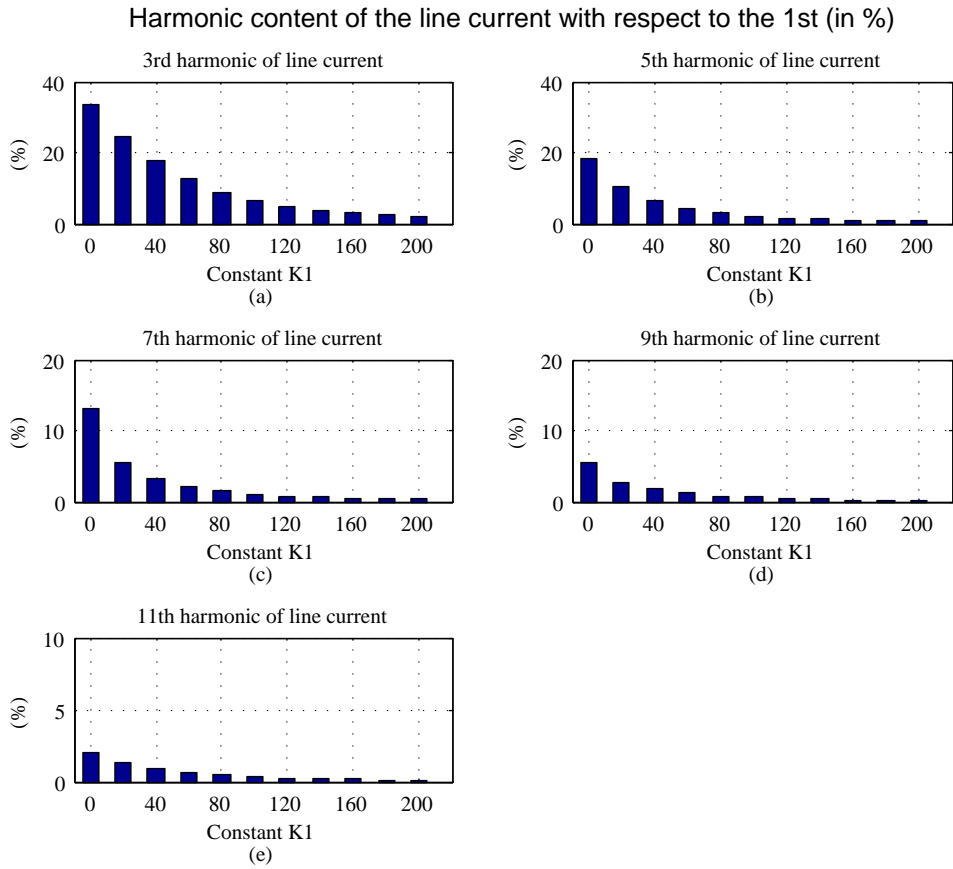 Harmonic content of the line current with respect to the 1st (in %)
3rd harmonic of line current
40
20
0
(%)
0 40 80 120 160 200
Constant K1
(a)
5th harmonic of line current
40
20
0
(%)
0 40 80 120 160 200
Constant K1
(b)
7th harmonic of line current
20
10
0
(%)
0 40 80 120 160 200
Constant K1
(c)
9th harmonic of line current
20
10
0
(%)
0 40 80 120 160 200
Constant K1
(d)
11th harmonic of line current
10
5
0
(%)
0 40 80 120 160 200
Constant K1
(e)